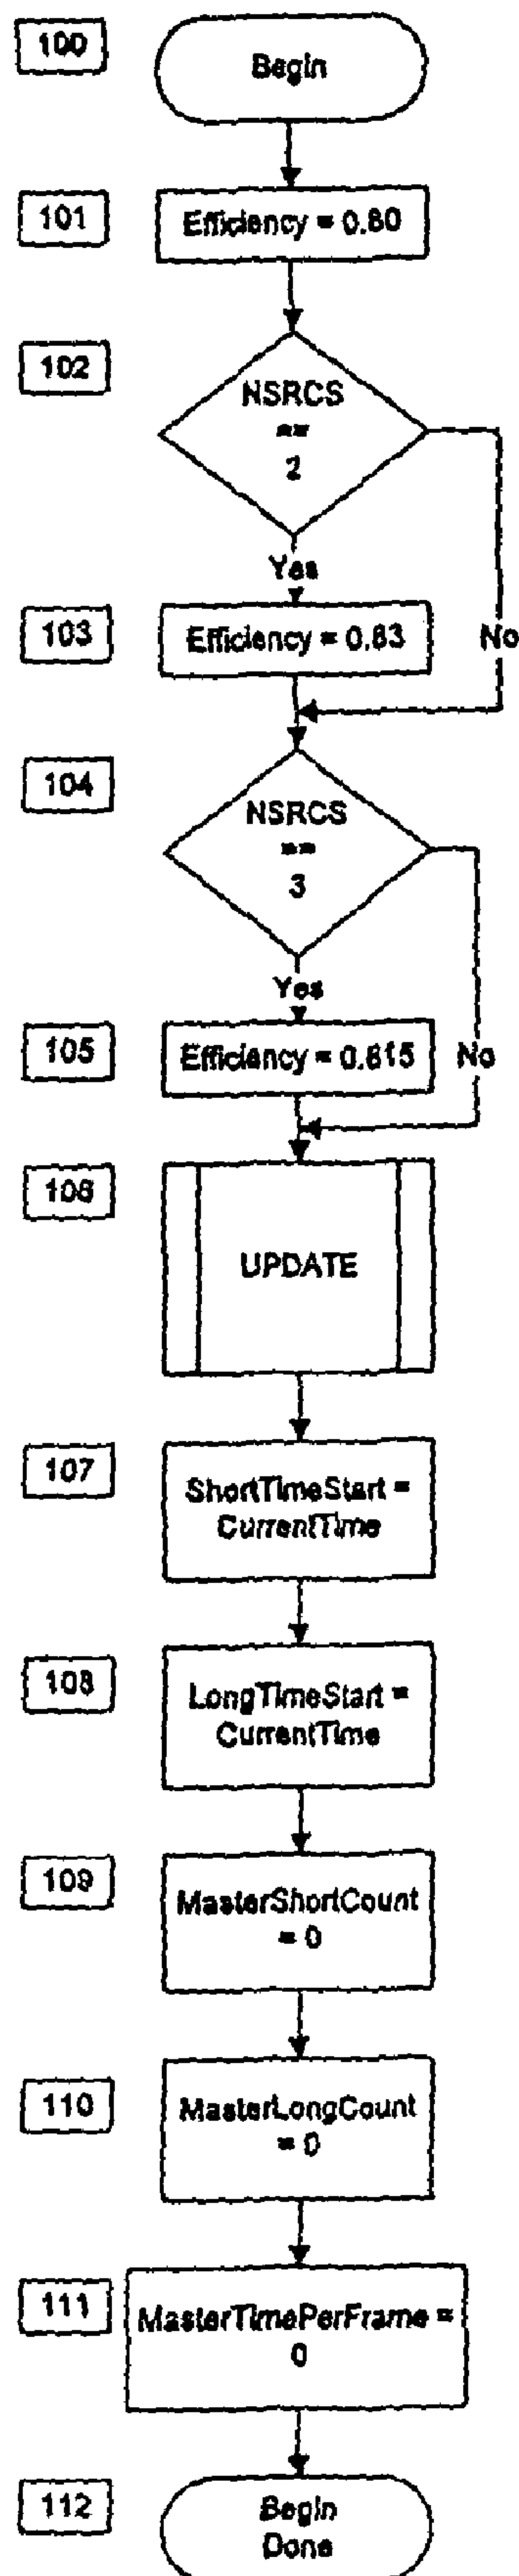 100
Begin
101
Efficiency = 0.80
102
NSRCS
==
2
Yes
No
103
Efficiency = 0.83
104
NSRCS
==
3
Yes
No
105
Efficiency = 0.815
106
UPDATE
107
ShortTimeStart =
CurrentTime
108
LongTimeStart =
CurrentTime
109
MasterShortCount
= 0
110
MasterLongCount
= 0
111
MasterTimePerFrame =
0
112
Begin
Done